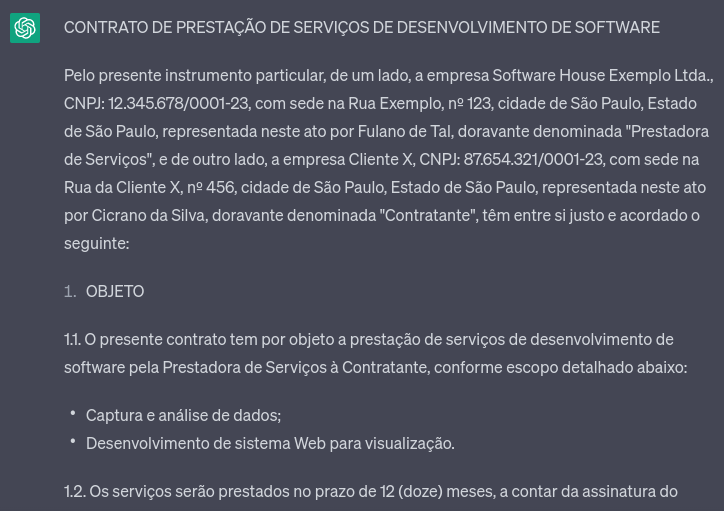 CONTRATO DE PRESTAÇÃO DE SERVIÇOS DE DESENVOLVIMENTO DE SOFTWARE
Pelo presente instrumento particular, de um lado, a empresa Software House Exemplo Ltda.,
CNPJ: 12.345.678/0001-23, com sede na Rua Exemplo, nº 123, cidade de São Paulo, Estado
de São Paulo, representada neste ato por Fulano de Tal, doravante denominada "Prestadora
de Serviços", e de outro lado, a empresa Cliente X, CNPJ: 87.654.321/0001-23, com sede na
Rua da Cliente X, nº 456, cidade de São Paulo, Estado de São Paulo, representada neste ato
por Cicrano da Silva, doravante denominada "Contratante", têm entre si justo e acordado o
seguinte:
1. OBJETO
1.1. O presente contrato tem por objeto a prestação de serviços de desenvolvimento de
software pela Prestadora de Serviços à Contratante, conforme escopo detalhado abaixo:
• Captura e análise de dados;
• Desenvolvimento de sistema Web para visualização.
1.2. Os serviços serão prestados no prazo de 12 (doze) meses, a contar da assinatura do